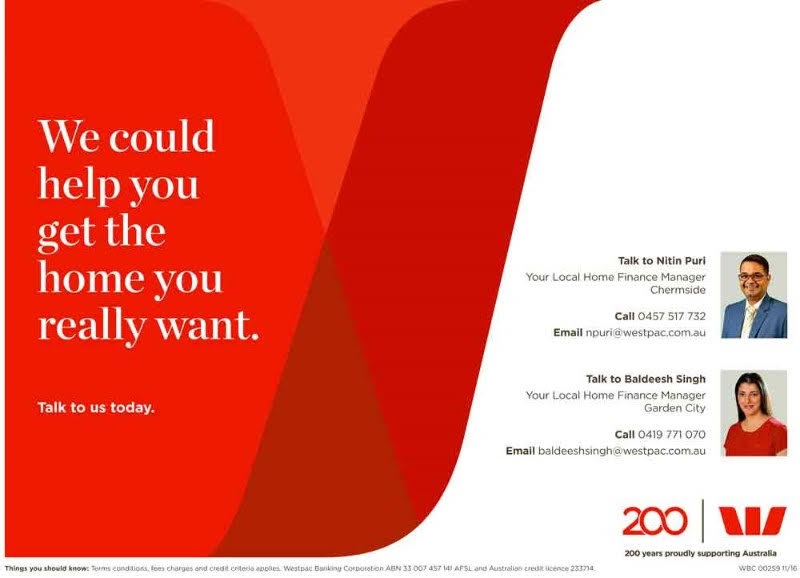 We could
help you
get the
home you
really want.
Talk to us today.
Talk to Nitin Puri
Your Local Home Finance Manager
Chermside
Call 0457 517 732
Email npuri@westpac.com.au
Talk to Baldeesh Singh
Your Local Home Finance Manager
Garden City
Call 0419 771 070
Email baldeeshsingh@westpac.com.au
200
200 years proudly supporting Australia
Things you should know: Terms conditions, fees charges and credit criteria applies. Westpac Banking Corporation ABN 33 007 457 141 AFSL and Australian credit licence 233714.
WBC 00259 11/16